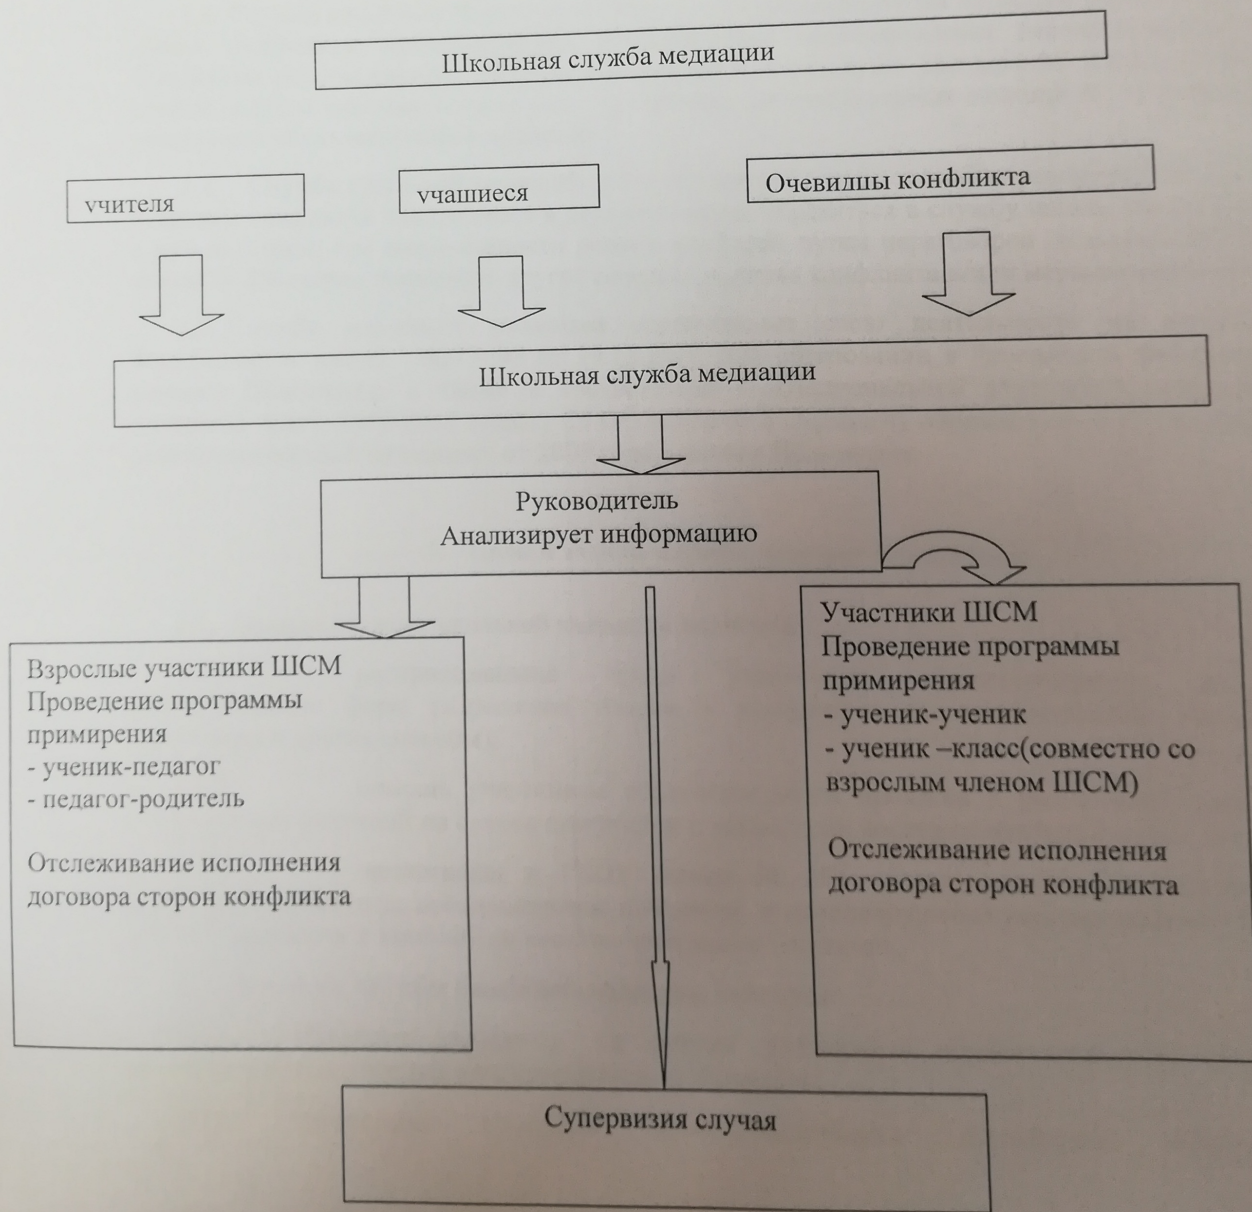 Школьная служба медиации
учителя
учащиеся
Очевидцы конфликта
Школьная служба медиации
Руководитель
Анализирует информацию
Взрослые участники ШСМ
Проведение программы
примирения
- ученик-педагог
- педагог-родитель
Отслеживание исполнения
договора сторон конфликта
Участники ШСМ
Проведение программы
примирения
- ученик-ученик
- ученик –класс(совместно со
взрослым членом ШСМ)
Отслеживание исполнения
договора сторон конфликта
Супервизия случая